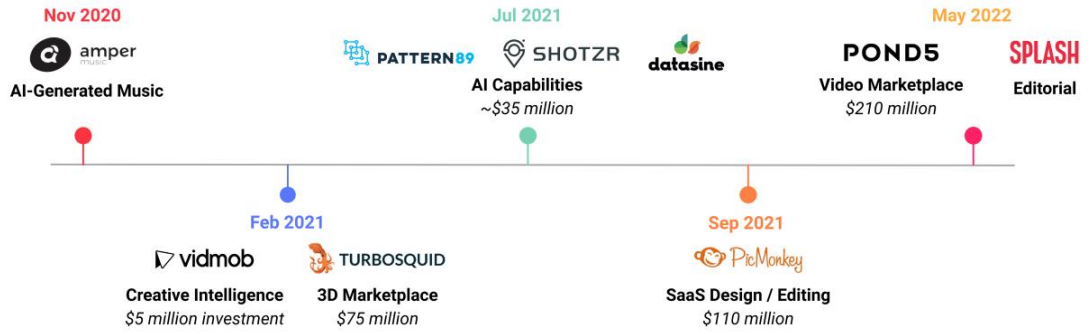 Nov 2020
amper
music
AI-Generated Music
Jul 2021
PATTERN89
SHOTZR
datasine
AI Capabilities
~$35 million
May 2022
POND5
SPLASH
Video Marketplace
Editorial
$210 million
Feb 2021
vidmob
TURBOSQUID
Creative Intelligence
3D Marketplace
$5 million investment
$75 million
Sep 2021
PicMonkey
SaaS Design / Editing
$110 million